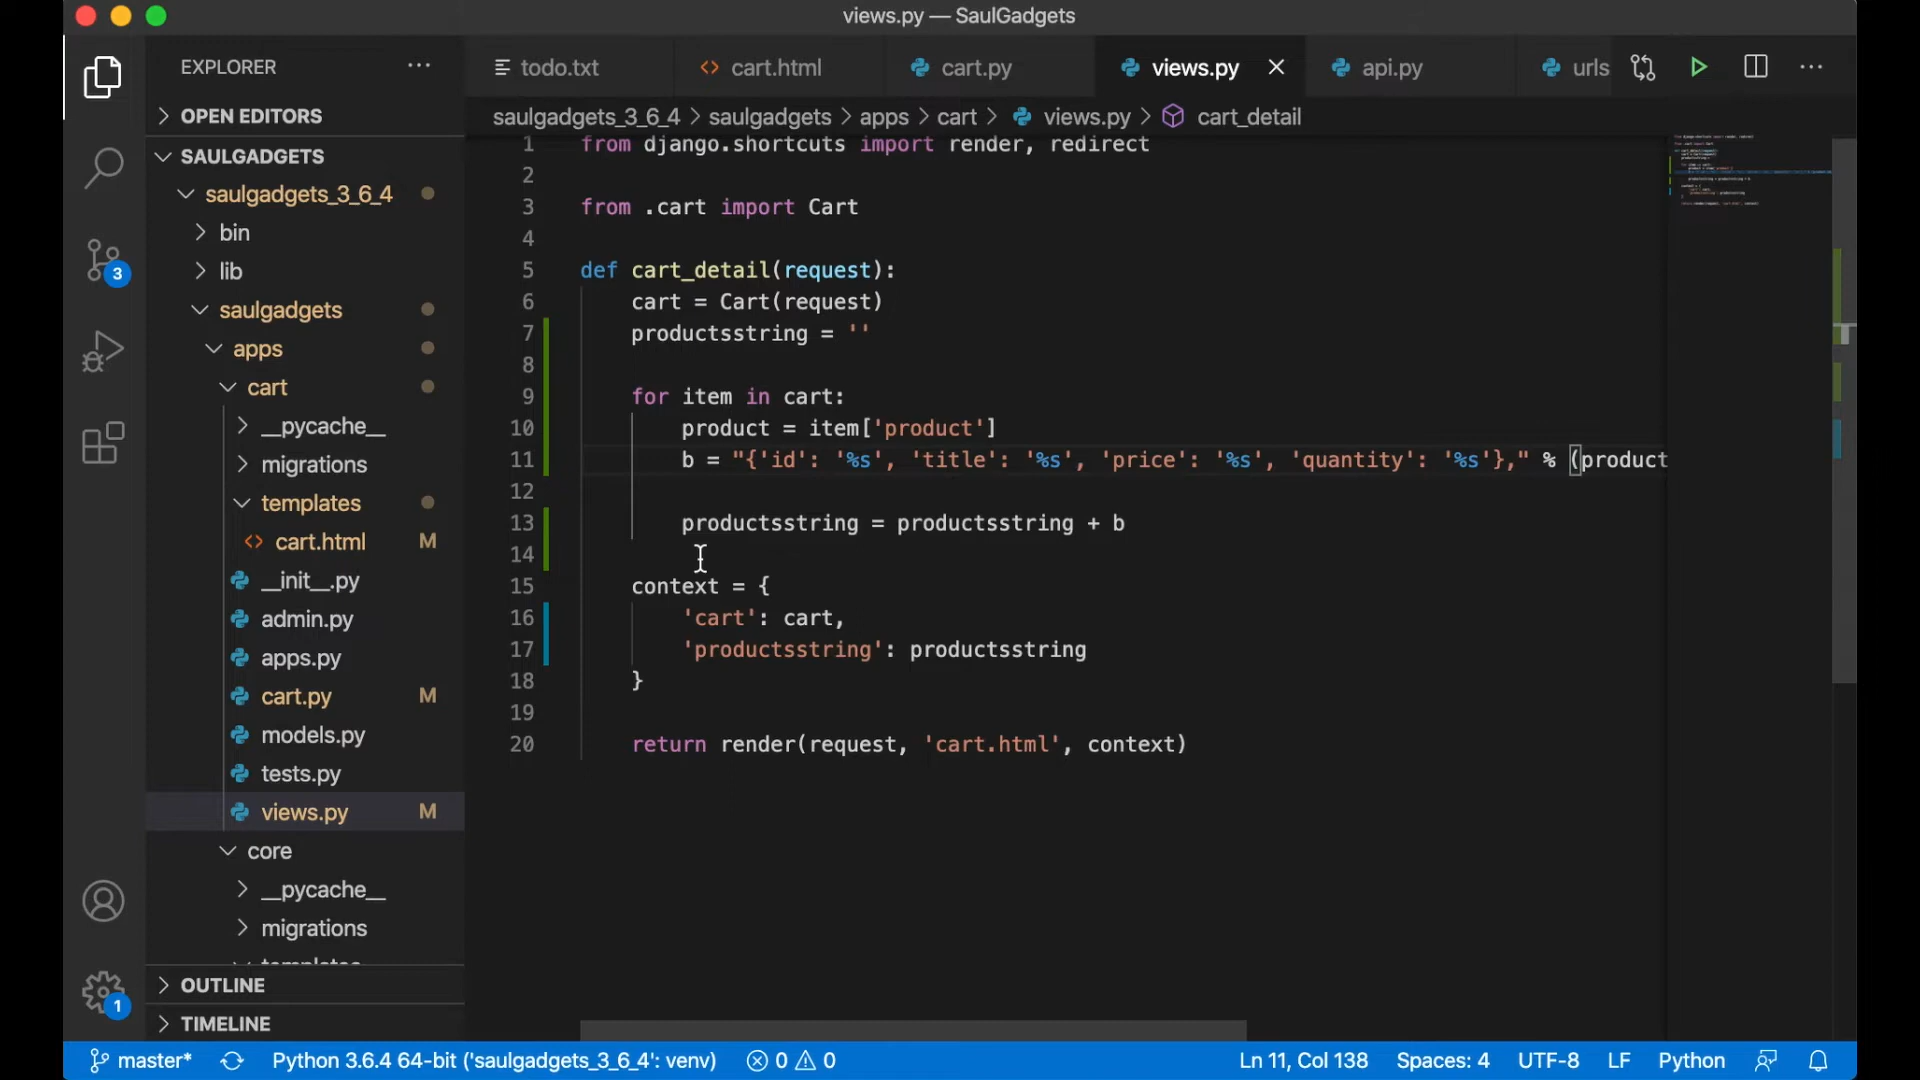 views.py — SaulGadgets
EXPLORER
OPEN EDITORS
SAULGADGETS
saulgadgets_3_6_4
bin
lib
saulgadgets
apps
cart
__pycache__
migrations
templates
cart.html M
__init__.py
admin.py
apps.py
cart.py M
models.py
tests.py
views.py M
core
__pycache__
migrations
templates
OUTLINE
TIMELINE
todo.txt
cart.html
cart.py
views.py
api.py
urls
saulgadgets_3_6_4 > saulgadgets > apps > cart > views.py > cart_detail
1 from django.shortcuts import render, redirect
2
3 from .cart import Cart
4
5 def cart_detail(request):
6 cart = Cart(request)
7 productsstring = ''
8
9 for item in cart:
10 product = item['product']
11 b = "{'id': '%s', 'title': '%s', 'price': '%s', 'quantity': '%s'}," % (product
12
13 productsstring = productsstring + b
14
15 context = {
16 'cart': cart,
17 'productsstring': productsstring
18 }
19
20 return render(request, 'cart.html', context)
3
1
master*
Python 3.6.4 64-bit ('saulgadgets_3_6_4': venv)
0
0
Ln 11, Col 138
Spaces: 4
UTF-8
LF
Python